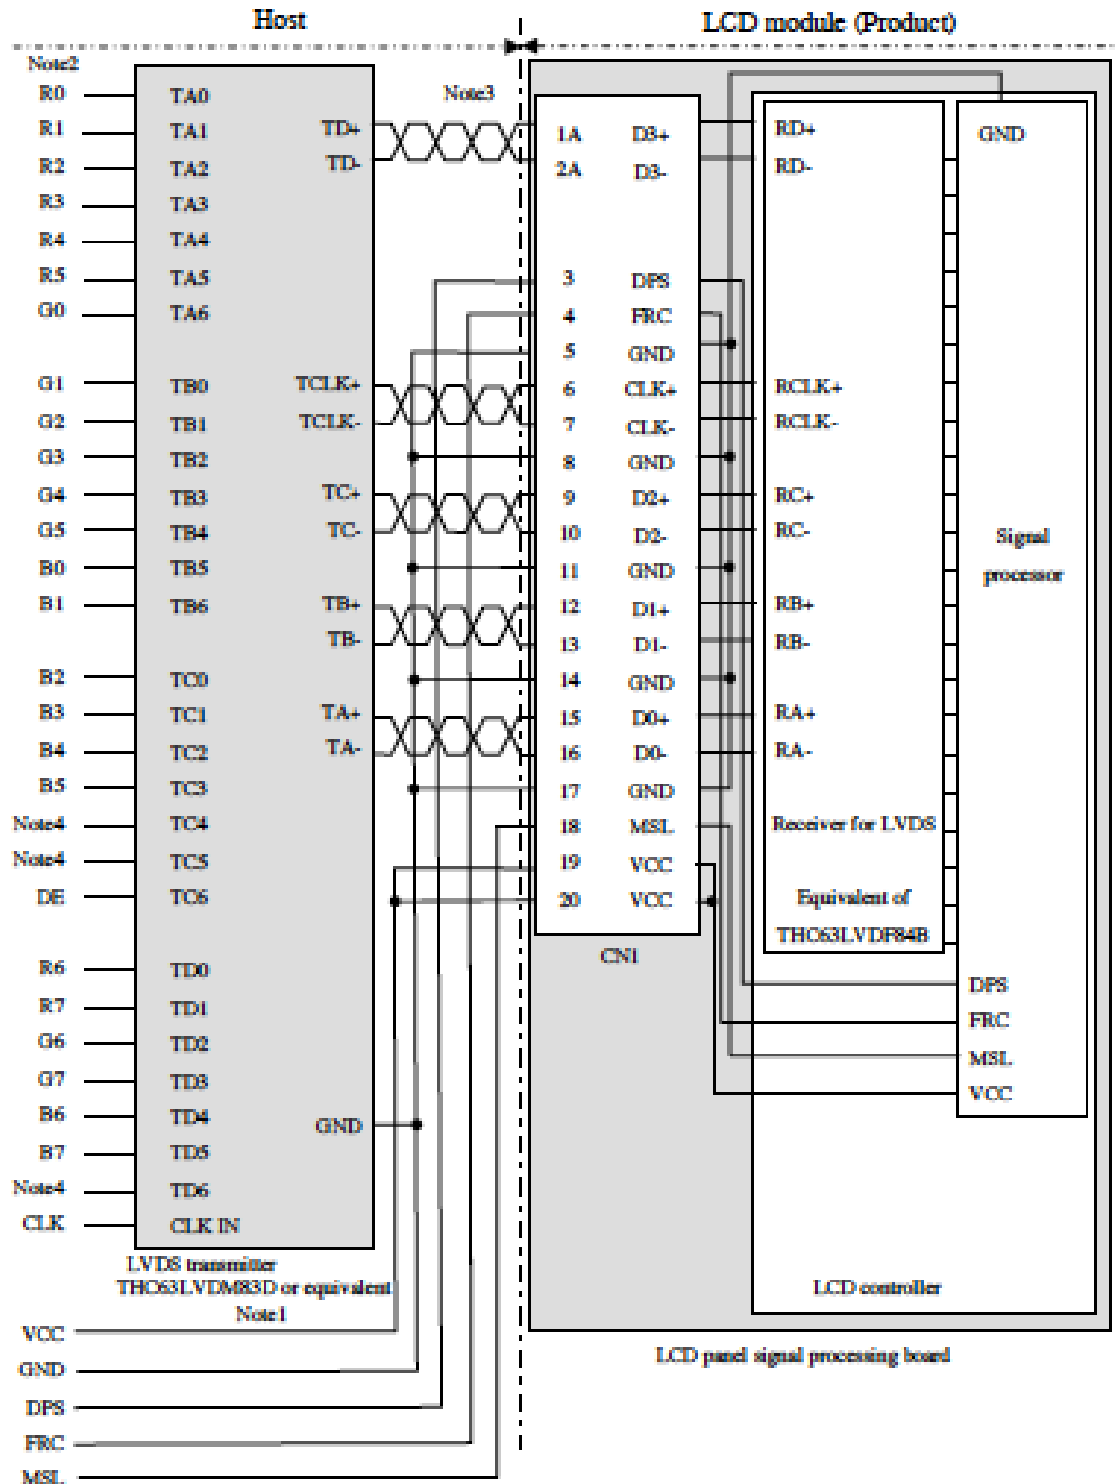 Host
LCD module (Product)
Note2
Note3
R0
R1
R2
R3
R4
R5
G0
G1
G2
G3
G4
G5
B0
B1
B2
B3
B4
B5
Note4
Note4
DE
R6
R7
G6
G7
B6
B7
Note4
CLK
TA0
TA1
TA2
TA3
TA4
TA5
TA6
TB0
TB1
TB2
TB3
TB4
TB5
TB6
TC0
TC1
TC2
TC3
TC4
TC5
TC6
TD0
TD1
TD2
TD3
TD4
TD5
TD6
CLK IN
TD+
TD-
TCLK+
TCLK-
TC+
TC-
TB+
TB-
TA+
TA-
GND
LVDS transmitter
THC63LVDM83D or equivalent
Note1
VCC
GND
DPS
FRC
MSL
1A D3+
2A D3-
3 DPS
4 FRC
5 GND
6 CLK+
7 CLK-
8 GND
9 D2+
10 D2-
11 GND
12 D1+
13 D1-
14 GND
15 D0+
16 D0-
17 GND
18 MSL
19 VCC
20 VCC
CN1
RD+
RD-
RCLK+
RCLK-
RC+
RC-
RB+
RB-
RA+
RA-
Receiver for LVDS
Equivalent of
THC63LVDF84B
GND
Signal
processor
DPS
FRC
MSL
VCC
LCD controller
LCD panel signal processing board